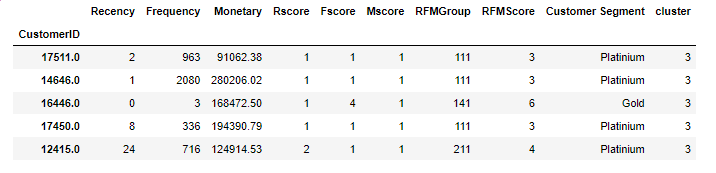 Recency Frequency Monetary Rscore Fscore Mscore RFMGroup RFMScore Customer Segment cluster
CustomerID
17511.0 2 963 91062.38 1 1 1 111 3 Platinium 3
14646.0 1 2080 280206.02 1 1 1 111 3 Platinium 3
16446.0 0 3 168472.50 1 4 1 141 6 Gold 3
17450.0 8 336 194390.79 1 1 1 111 3 Platinium 3
12415.0 24 716 124914.53 2 1 1 211 4 Platinium 3